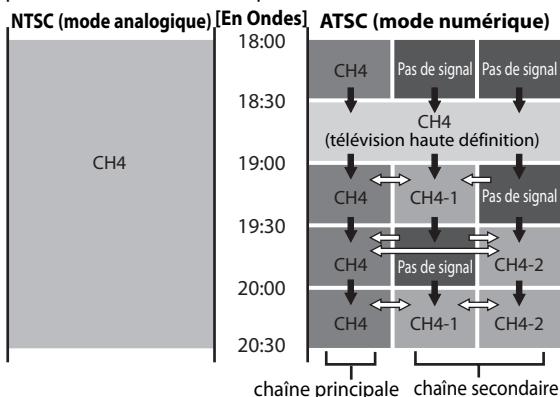 NTSC (mode analogique) [En Ondes] ATSC (mode numérique)
18:00
CH4 Pas de signal Pas de signal
18:30
CH4
(télévision haute définition)
CH4
19:00
CH4 CH4-1 Pas de signal
19:30
CH4 Pas de signal CH4-2
20:00
CH4 CH4-1 CH4-2
20:30
chaîne principale chaîne secondaire